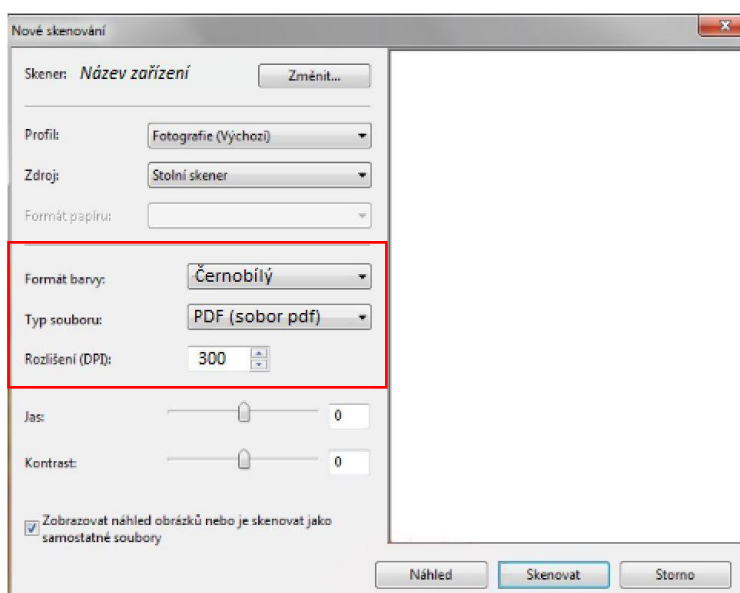 Nové skenování
Skener: Název zařízení Změnit...
Profil: Fotografie (Výchozí)
Zdroj: Stolní skener
Formát papíru:
Formát barvy: Černobílý
Typ souboru: PDF (sobor pdf)
Rozlišení (DPI): 300
Jas: 0
Kontrast: 0
Zobrazovat náhled obrázků nebo je skenovat jako
samostatné soubory
Náhled Skenovat Storno